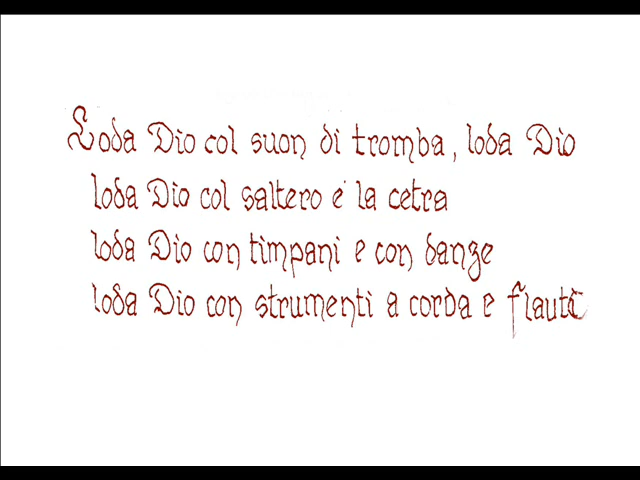 Loda Dio col suon di tromba, loda Dio
loda Dio col saltero e la cetra
loda Dio con timpani e con danze
loda Dio con strumenti a corda e flauti